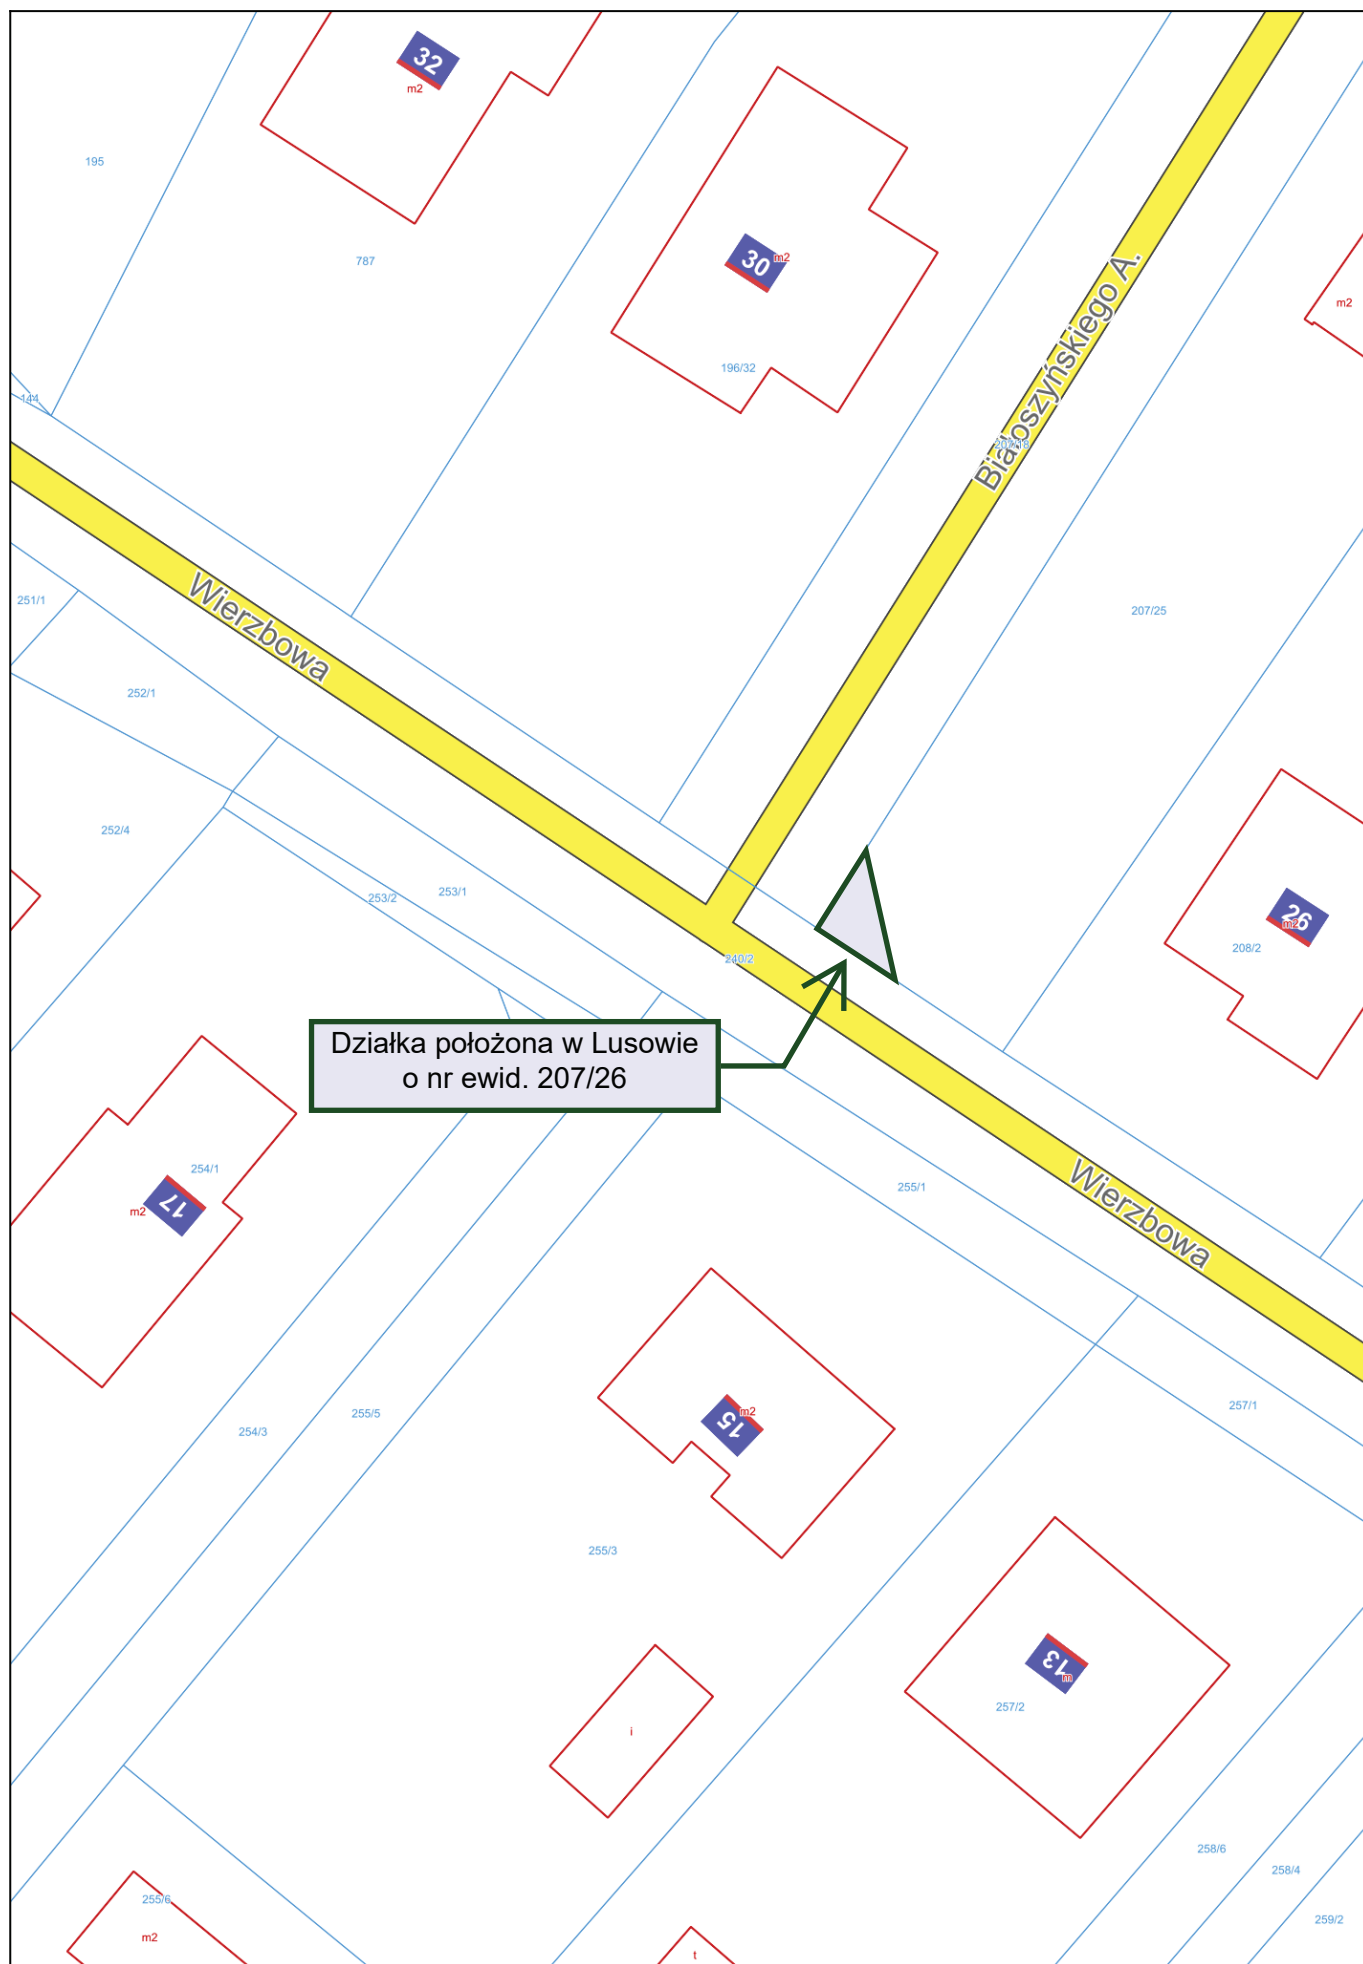 32
m2
195
787
30
m2
m2
196/32
144
Białoszyńskiego A.
207/18
Wierzbowa
251/1
207/25
252/1
252/4
253/2
253/1
26
m2
208/2
240/2
Działka położona w Lusowie
o nr ewid. 207/26
254/1
17
m2
255/1
Wierzbowa
15
m2
254/3
255/5
257/1
255/3
13
m
257/2
i
258/6
258/4
255/6
m2
259/2
t